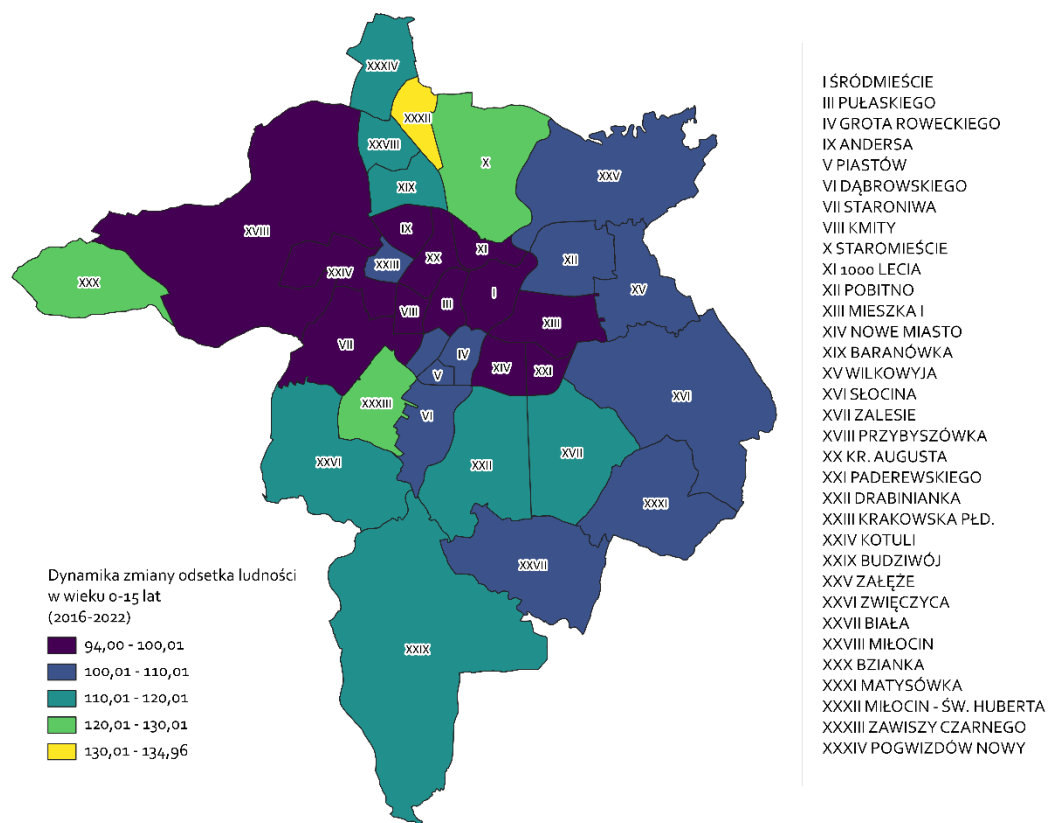 XXXIV
XXXII
XXVIII
X
XXV
XIX
IX
XVIII
XX
XI
XXIII
XXIV
XII
XXX
I
III
XV
VIII
XIII
VII
IV
XIV
XXI
V
XVI
XXXIII
VI
XXVI
XXII
XVII
XXXI
XXVII
XXIX
Dynamika zmiany odsetka ludności
w wieku 0-15 lat
(2016-2022)
94,00 - 100,01
100,01 - 110,01
110,01 - 120,01
120,01 - 130,01
130,01 - 134,96
I ŚRÓDMIEŚCIE
III PUŁASKIEGO
IV GROTA ROWECKIEGO
IX ANDERSA
V PIASTÓW
VI DĄBROWSKIEGO
VII STARONIWA
VIII KMITY
X STAROMIEŚCIE
XI 1000 LECIA
XII POBITNO
XIII MIESZKA I
XIV NOWE MIASTO
XIX BARANÓWKA
XV WILKOWYJA
XVI SŁOCINA
XVII ZALESIE
XVIII PRZYBYSZÓWKA
XX KR. AUGUSTA
XXI PADEREWSKIEGO
XXII DRABINIANKA
XXIII KRAKOWSKA PŁD.
XXIV KOTULI
XXIX BUDZIWÓJ
XXV ZAŁĘŻE
XXVI ZWIĘCZYCA
XXVII BIAŁA
XXVIII MIŁOCIN
XXX BZIANKA
XXXI MATYSÓWKA
XXXII MIŁOCIN - ŚW. HUBERTA
XXXIII ZAWISZY CZARNEGO
XXXIV POGWIZDÓW NOWY